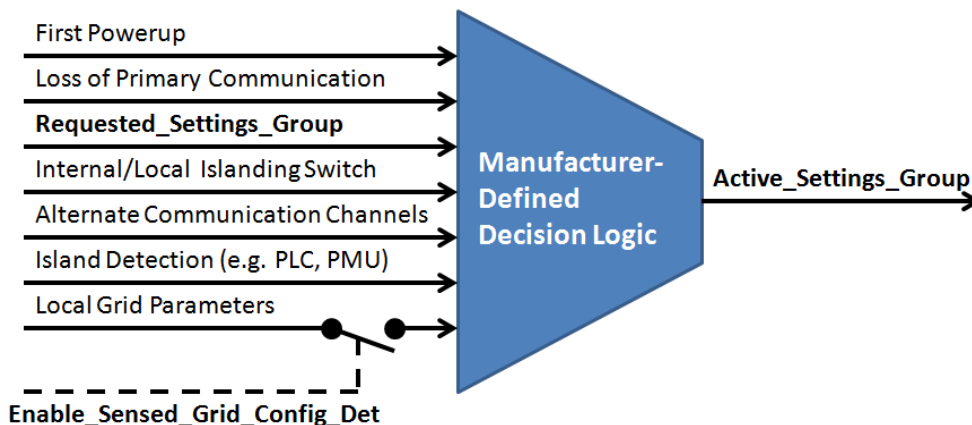 First Powerup
Loss of Primary Communication
Requested_Settings_Group
Internal/Local Islanding Switch
Alternate Communication Channels
Island Detection (e.g. PLC, PMU)
Local Grid Parameters
Enable_Sensed_Grid_Config_Det
Manufacturer-
Defined
Decision Logic
Active_Settings_Group